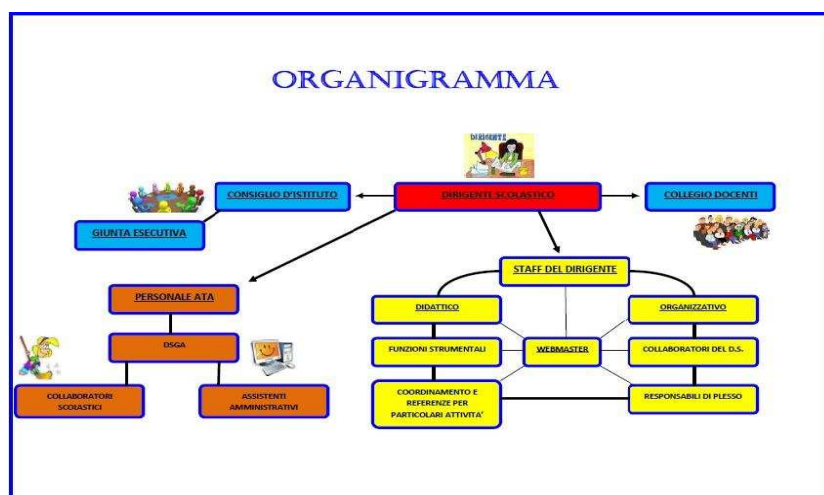 ORGANIGRAMMA
DIRIGENTE
CONSIGLIO D'ISTITUTO
DIRIGENTE SCOLASTICO
COLLEGIO DOCENTI
GIUNTA ESECUTIVA
STAFF DEL DIRIGENTE
PERSONALE ATA
DIDATTICO
ORGANIZZATIVO
DSGA
FUNZIONI STRUMENTALI
WEBMASTER
COLLABORATORI DEL D.S.
COLLABORATORI
SCOLASTICI
ASSISTENTI
AMMINISTRATIVI
COORDINAMENTO E
REFERENZE PER
PARTICOLARI ATTIVITA'
RESPONSABILI DI PLESSO